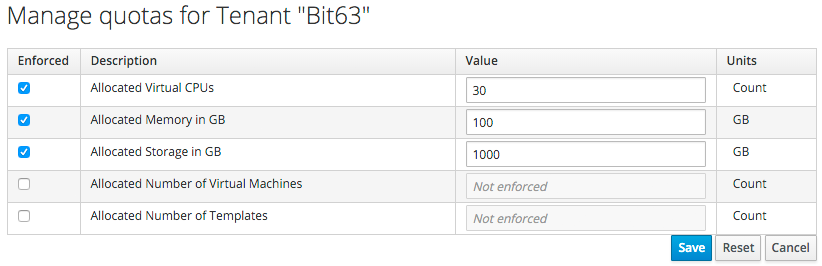 Manage quotas for Tenant "Bit63"
Enforced Description Value Units
Allocated Virtual CPUs 30 Count
Allocated Memory in GB 100 GB
Allocated Storage in GB 1000 GB
Allocated Number of Virtual Machines Not enforced Count
Allocated Number of Templates Not enforced Count
Save Reset Cancel